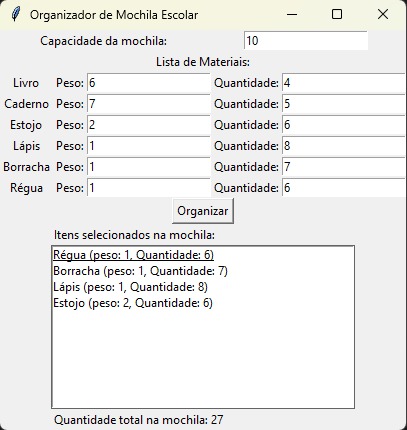 Organizador de Mochila Escolar
Capacidade da mochila: 10
Lista de Materiais:
Livro Peso: 6 Quantidade: 4
Caderno Peso: 7 Quantidade: 5
Estojo Peso: 2 Quantidade: 6
Lápis Peso: 1 Quantidade: 8
Borracha Peso: 1 Quantidade: 7
Régua Peso: 1 Quantidade: 6
Organizar
Itens selecionados na mochila:
Régua (peso: 1, Quantidade: 6)
Borracha (peso: 1, Quantidade: 7)
Lápis (peso: 1, Quantidade: 8)
Estojo (peso: 2, Quantidade: 6)
Quantidade total na mochila: 27